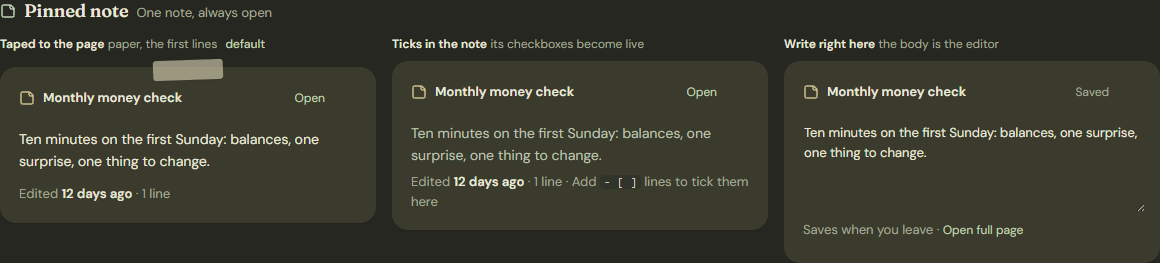 Pinned note One note, always open
Taped to the page paper, the first lines default
Monthly money check Open
Ten minutes on the first Sunday: balances, one
surprise, one thing to change.
Edited 12 days ago · 1 line
Ticks in the note its checkboxes become live
Monthly money check Open
Ten minutes on the first Sunday: balances, one
surprise, one thing to change.
Edited 12 days ago · 1 line · Add - [ ] lines to tick them
here
Write right here the body is the editor
Monthly money check Saved
Ten minutes on the first Sunday: balances, one surprise,
one thing to change.
Saves when you leave · Open full page